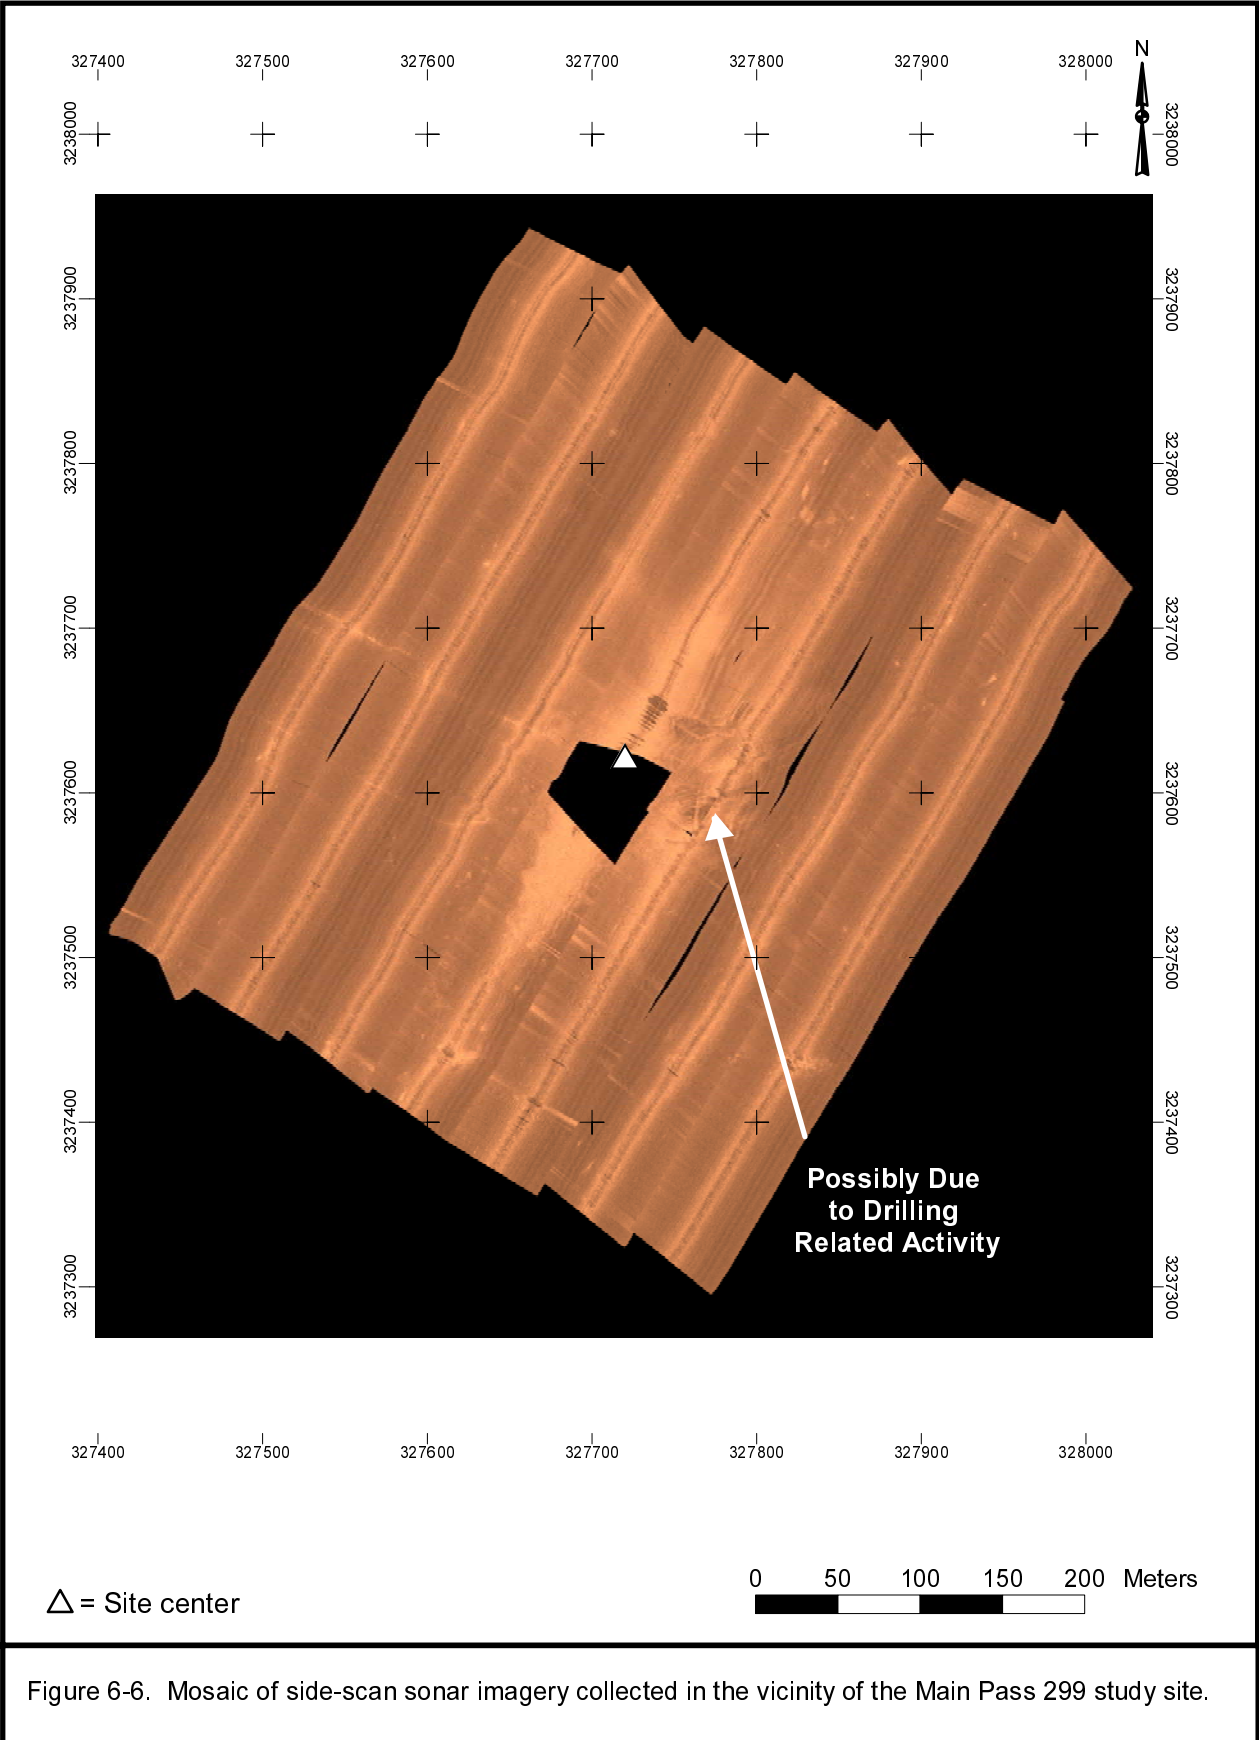 N
327400 327500 327600 327700 327800 327900 328000
3238000 3238000
3237900 3237900
3237800 3237800
3237700 3237700
3237600 3237600
3237500 3237500
3237400 3237400
3237300 3237300
Possibly Due
to Drilling
Related Activity
327400 327500 327600 327700 327800 327900 328000
0 50 100 150 200 Meters
= Site center
Figure 6-6. Mosaic of side-scan sonar imagery collected in the vicinity of the Main Pass 299 study site.